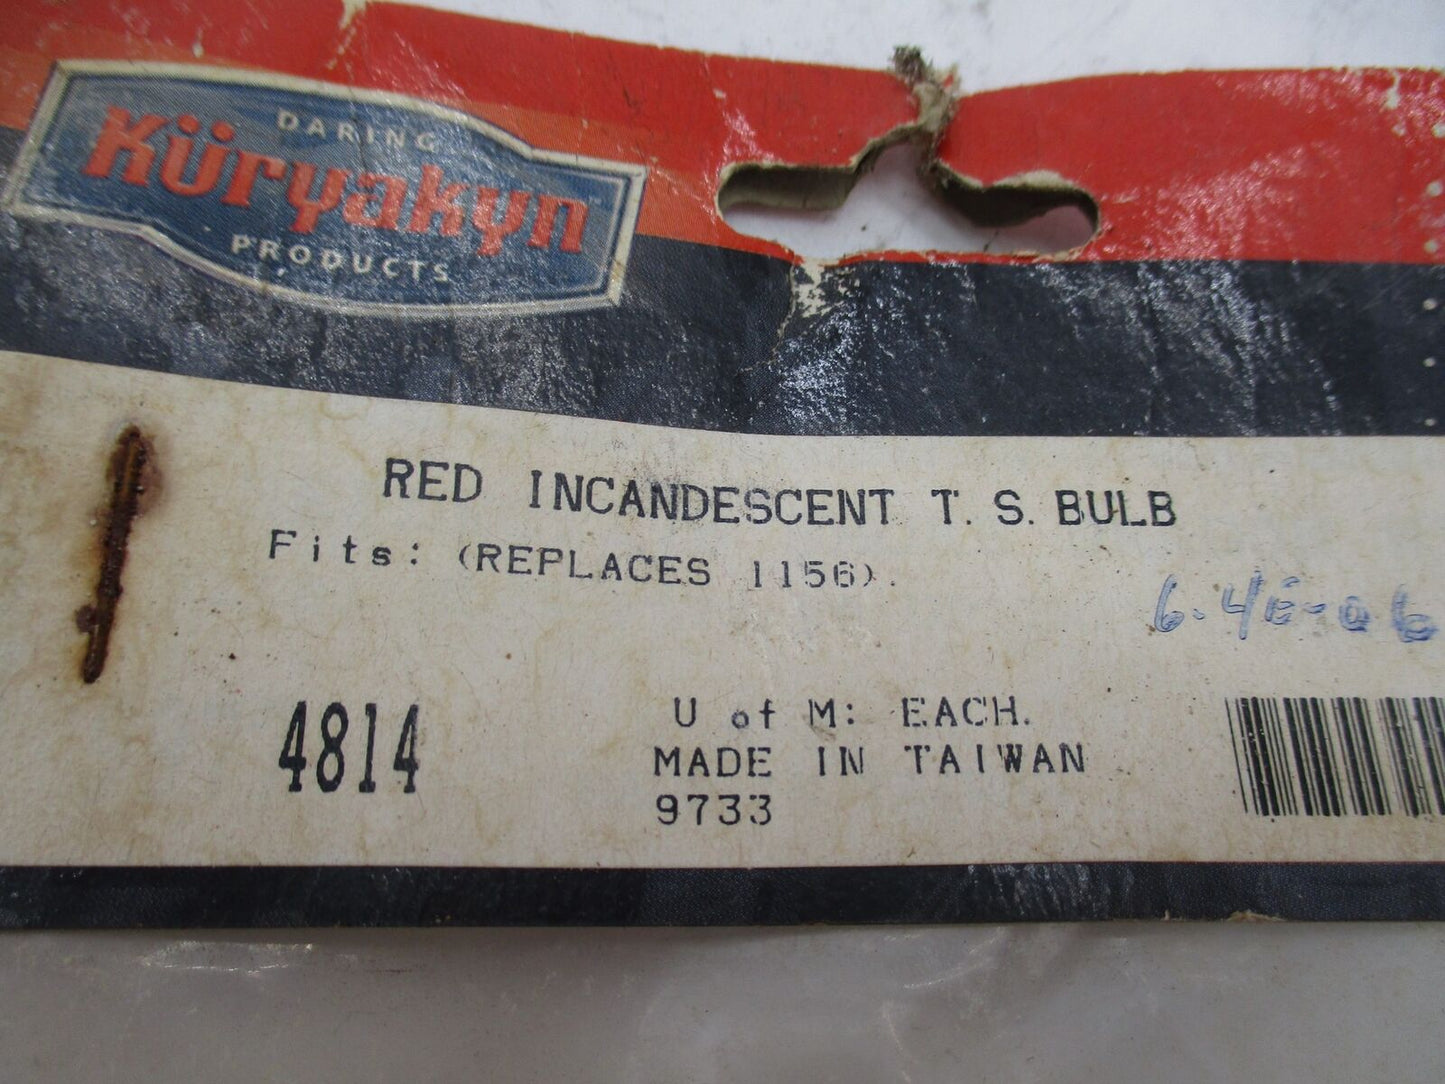 DARING
Küryakyn
PRODUCTS
RED INCANDESCENT T. S. BULB
Fits: (REPLACES 1156).
4814
U of M: EACH.
MADE IN TAIWAN
9733